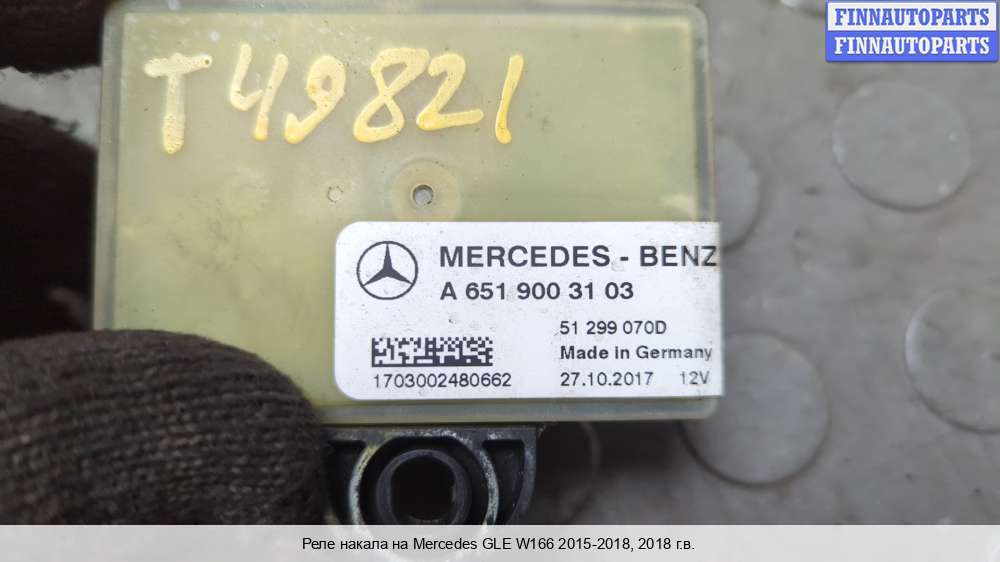 FINNAUTOPARTS
FINNAUTOPARTS
T 49821
MERCEDES - BENZ
A 651 900 31 03
51 299 070D
Made in Germany
1703002480662
27.10.2017 12V
Реле накала на Mercedes GLE W166 2015-2018, 2018 г.в.